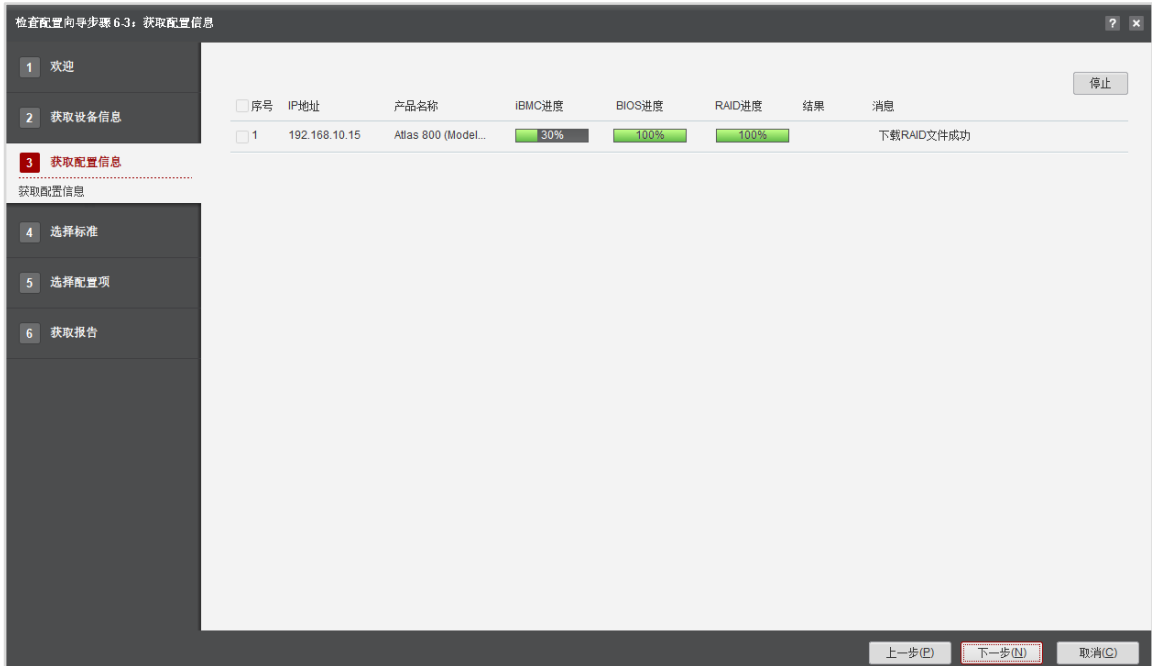 检查配置向导步骤 6-3：获取配置信息
? ×
1 欢迎
2 获取设备信息
3 获取配置信息
获取配置信息
4 选择标准
5 选择配置项
6 获取报告
停止
序号 IP地址 产品名称 iBMC进度 BIOS进度 RAID进度 结果 消息
1 192.168.10.15 Atlas 800 (Model... 30% 100% 100% 下载RAID文件成功
上一步(P) 下一步(N) 取消(C)